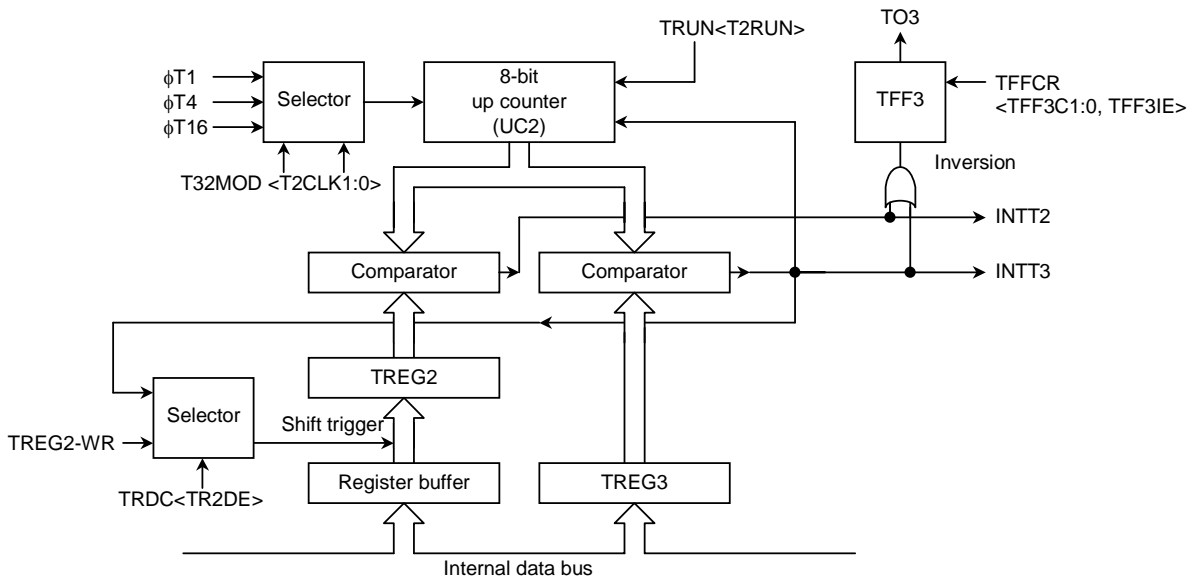 TO3
TRUN<T2RUN>
ϕT1
ϕT4
ϕT16
Selector
8-bit
up counter
(UC2)
TFF3
TFFCR
<TFF3C1:0, TFF3IE>
T32MOD <T2CLK1:0>
Inversion
INTT2
Comparator
Comparator
INTT3
TREG2
Selector
Shift trigger
TREG2-WR
Register buffer
TREG3
TRDC<TR2DE>
Internal data bus